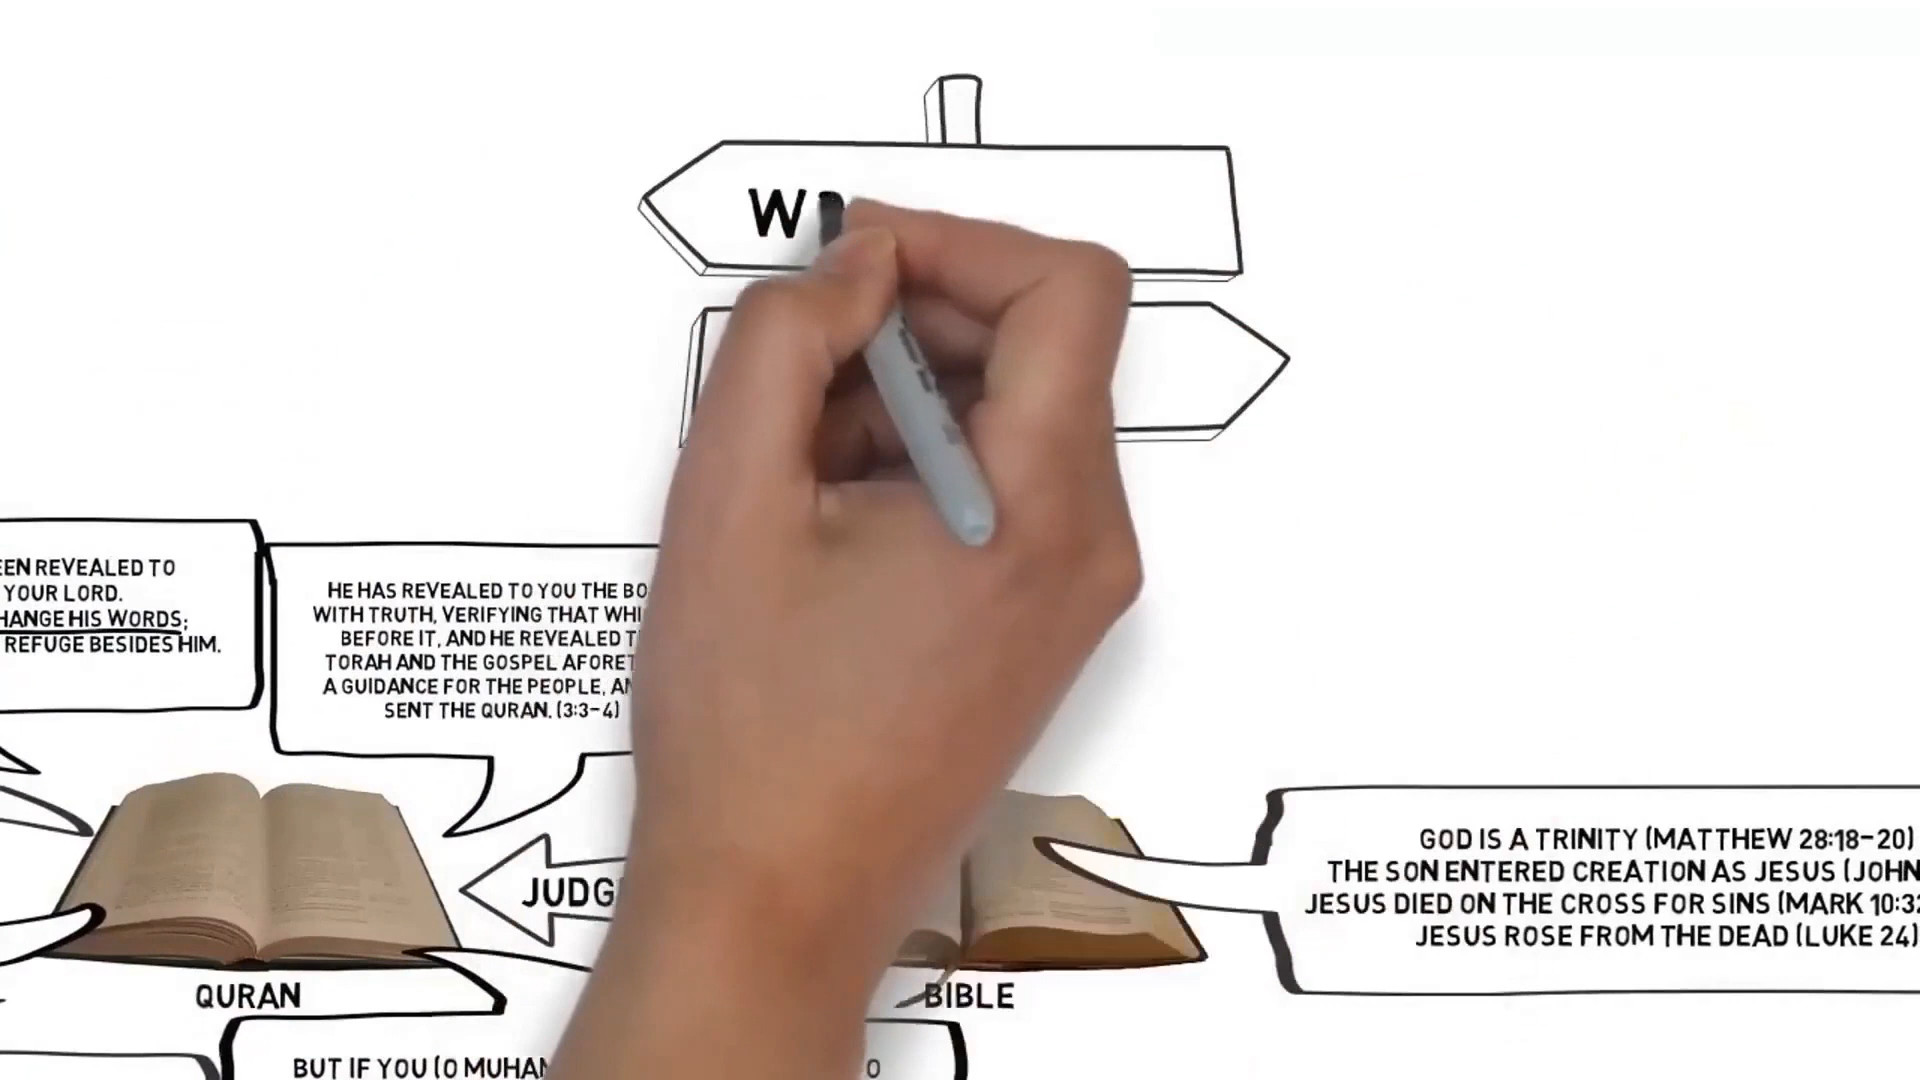 W
EEN REVEALED TO
YOUR LORD.
HANGE HIS WORDS;
REFUGE BESIDES HIM.
HE HAS REVEALED TO YOU THE BO
WITH TRUTH, VERIFYING THAT WHI
BEFORE IT, AND HE REVEALED T
TORAH AND THE GOSPEL AFORET
A GUIDANCE FOR THE PEOPLE, AN
SENT THE QURAN. (3:3-4)
JUDG
GOD IS A TRINITY (MATTHEW 28:18-20)
THE SON ENTERED CREATION AS JESUS (JOHN
JESUS DIED ON THE CROSS FOR SINS (MARK 10:3
JESUS ROSE FROM THE DEAD (LUKE 24)
QURAN
BIBLE
BUT IF YOU (O MUHAM
O